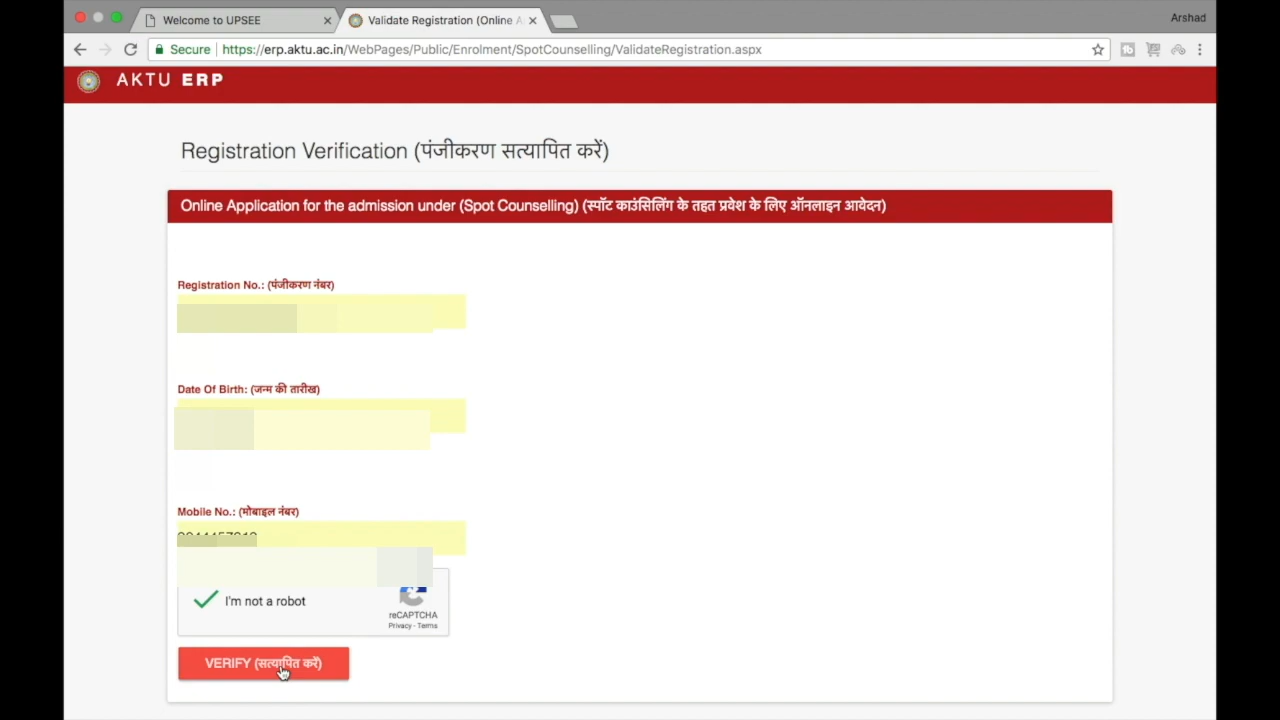 Arshad
Welcome to UPSEE
Validate Registration (Online A
Secure
https://erp.aktu.ac.in/WebPages/Public/Enrolment/SpotCounselling/ValidateRegistration.aspx
AKTU ERP
Registration Verification (पंजीकरण सत्यापित करें)
Online Application for the admission under (Spot Counselling) (स्पॉट काउंसिलिंग के तहत प्रवेश के लिए ऑनलाइन आवेदन)
Registration No.: (पंजीकरण नंबर)
Date Of Birth: (जन्म की तारीख)
Mobile No.: (मोबाइल नंबर)
I'm not a robot
reCAPTCHA
Privacy - Terms
VERIFY (सत्यापित करें)